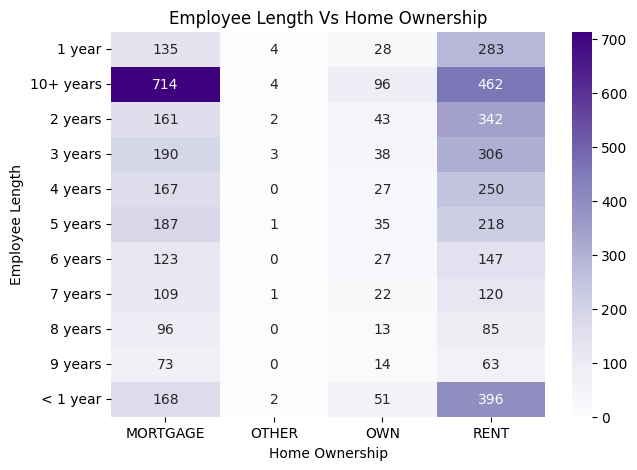 Employee Length Vs Home Ownership
1 year 135 4 28 283
10+ years 714 4 96 462
2 years 161 2 43 342
3 years 190 3 38 306
4 years 167 0 27 250
5 years 187 1 35 218
6 years 123 0 27 147
7 years 109 1 22 120
8 years 96 0 13 85
9 years 73 0 14 63
< 1 year 168 2 51 396
MORTGAGE OTHER OWN RENT
Home Ownership
Employee Length
700
600
500
400
300
200
100
0